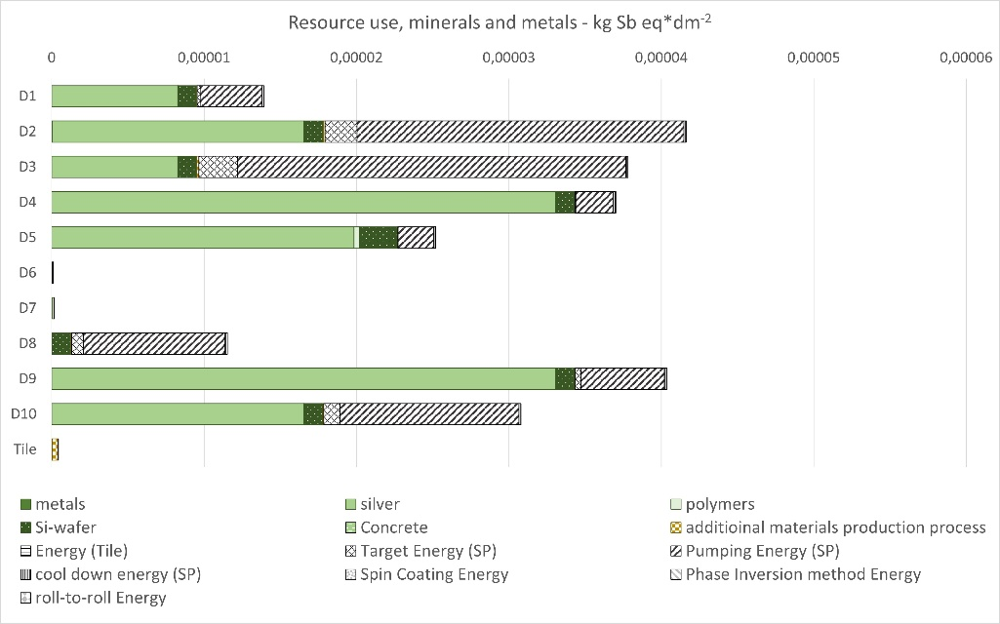 Resource use, minerals and metals - kg Sb eq*dm-2
0 0,00001 0,00002 0,00003 0,00004 0,00005 0,00006
D1
D2
D3
D4
D5
D6
D7
D8
D9
D10
Tile
metals silver polymers
Si-wafer Concrete additioinal materials production process
Energy (Tile) Target Energy (SP) Pumping Energy (SP)
cool down energy (SP) Spin Coating Energy Phase Inversion method Energy
roll-to-roll Energy